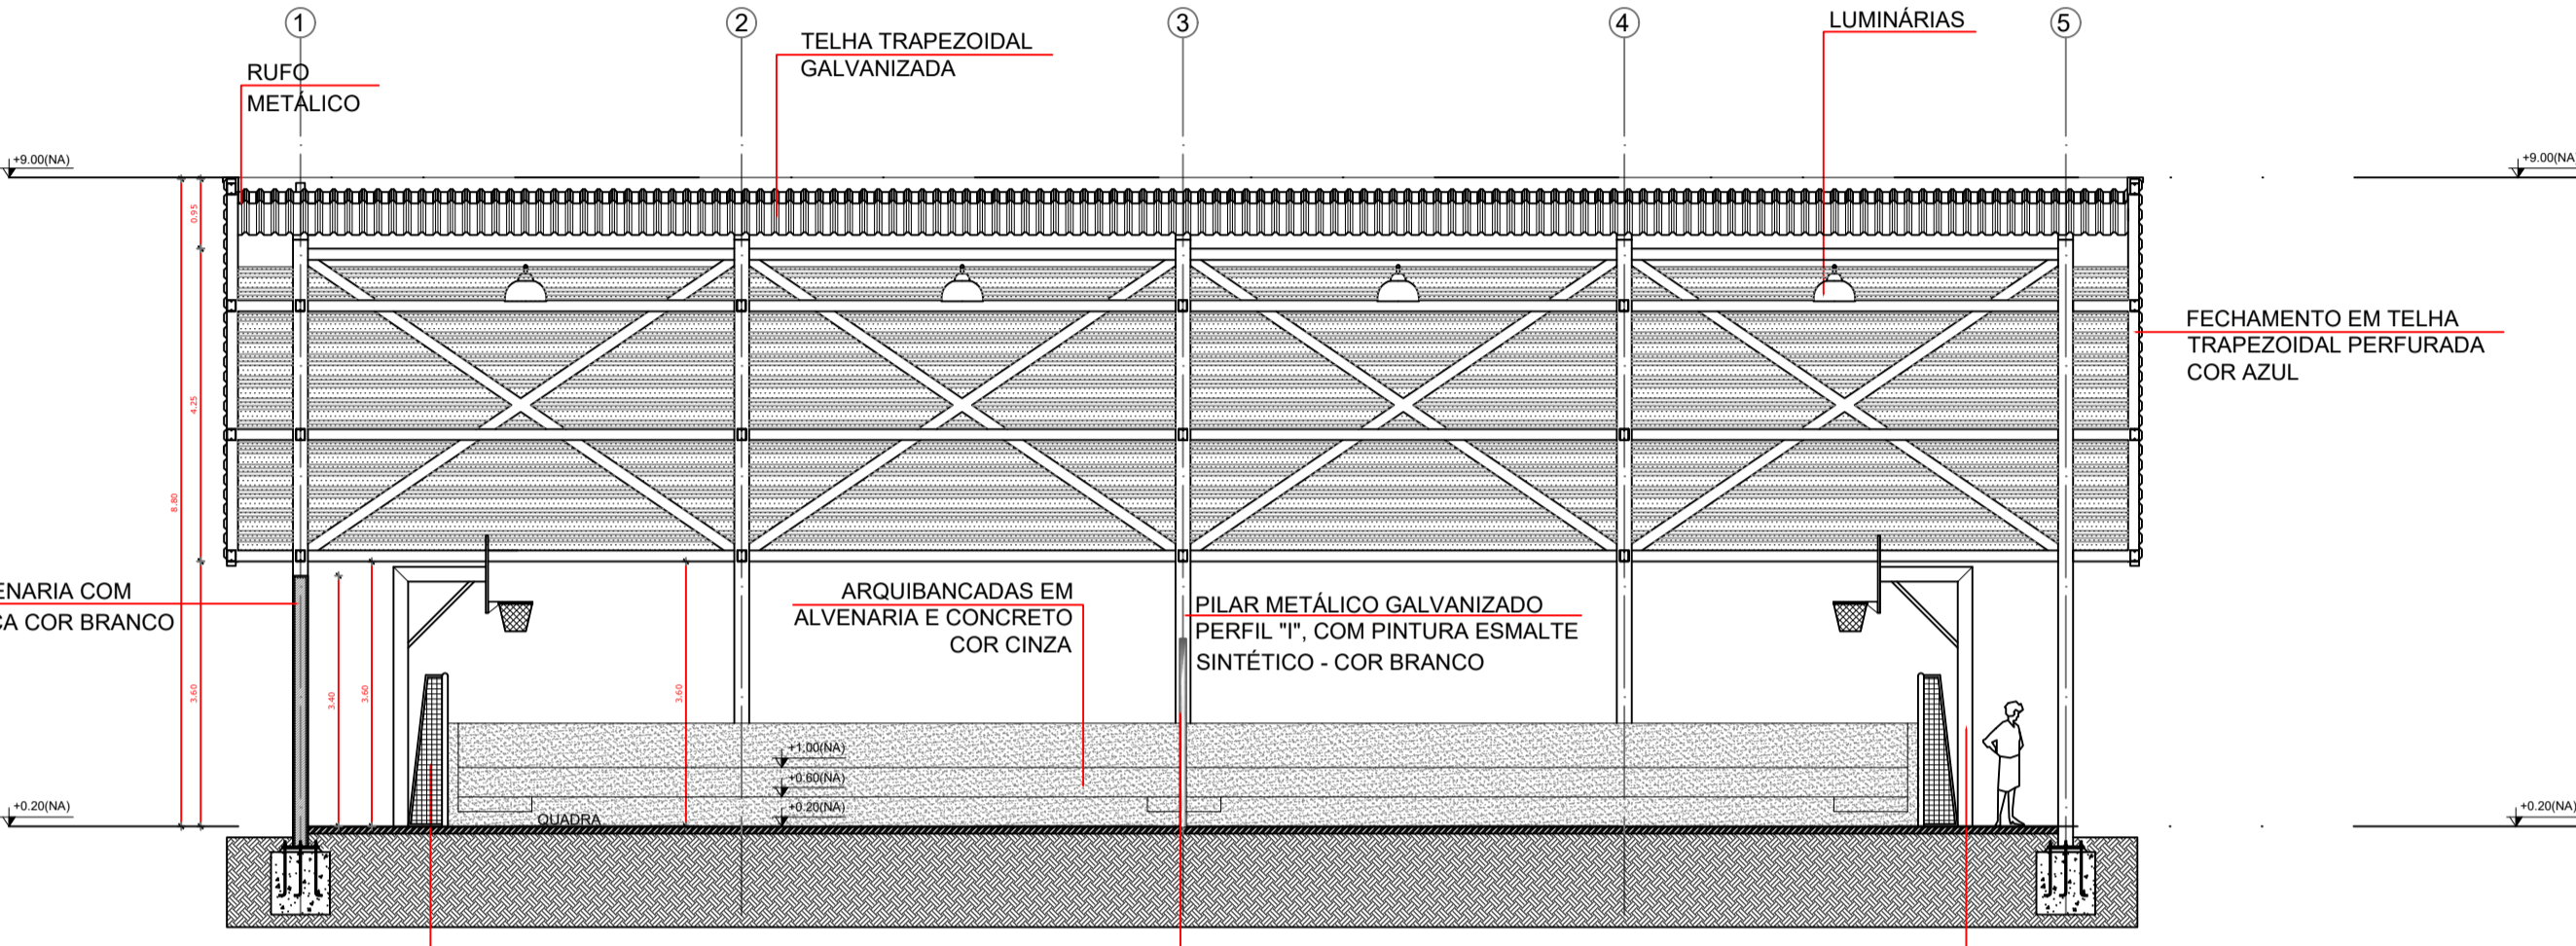 1
2
3
4
5
LUMINÁRIAS
TELHA TRAPEZOIDAL
GALVANIZADA
RUFO
METÁLICO
+9.00(NA)
+9.00(NA)
0.95
4.25
8.80
3.60
3.40
3.60
3.60
FECHAMENTO EM TELHA
TRAPEZOIDAL PERFURADA
COR AZUL
ENARIA COM
CA COR BRANCO
ARQUIBANCADAS EM
ALVENARIA E CONCRETO
COR CINZA
PILAR METÁLICO GALVANIZADO
PERFIL "I", COM PINTURA ESMALTE
SINTÉTICO - COR BRANCO
+1.00(NA)
+0.60(NA)
+0.20(NA)
QUADRA
+0.20(NA)
+0.20(NA)